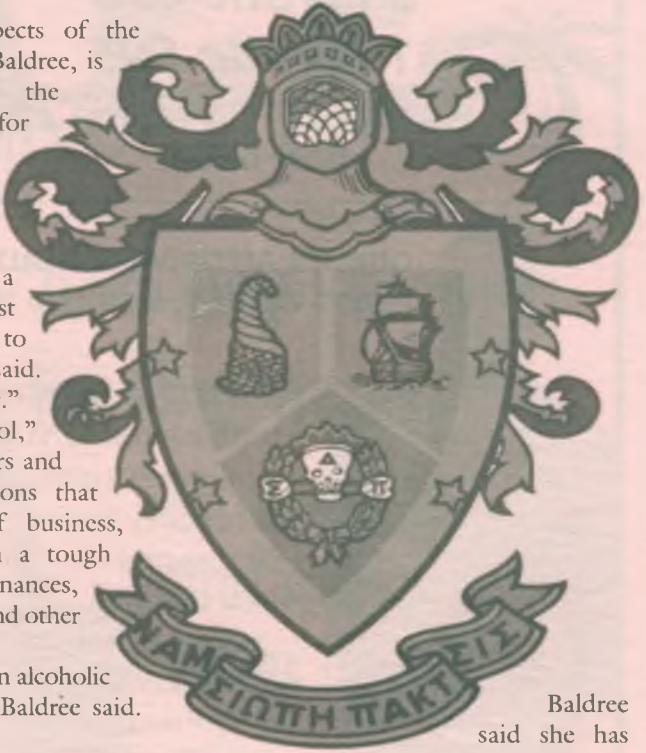 pects of the
Baldree, is
the
for
a
st
to
said.
.”
ol,”
rs and
ons that
f business,
a tough
nances,
nd other
n alcoholic
Baldree said.
Δ
Σ Π
ΝΑΜ ΣΙΩΠΗ ΠΑΚΤ ΣΙΣ
Baldree
said she has